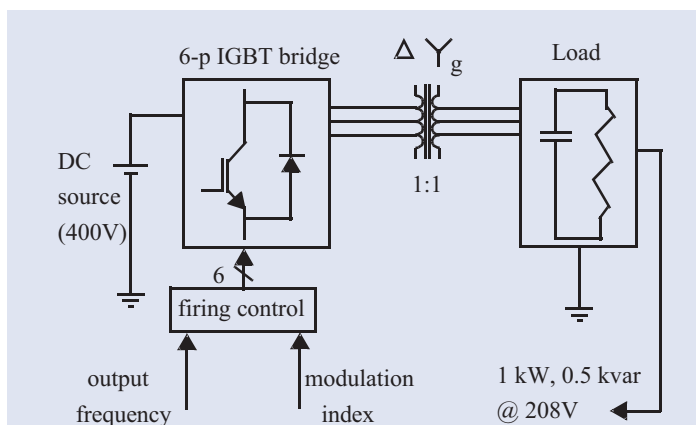 6-p IGBT bridge
Δ Y g
Load
DC
source
(400V)
1:1
6
firing control
output
frequency
modulation
index
1 kW, 0.5 kvar
@ 208V